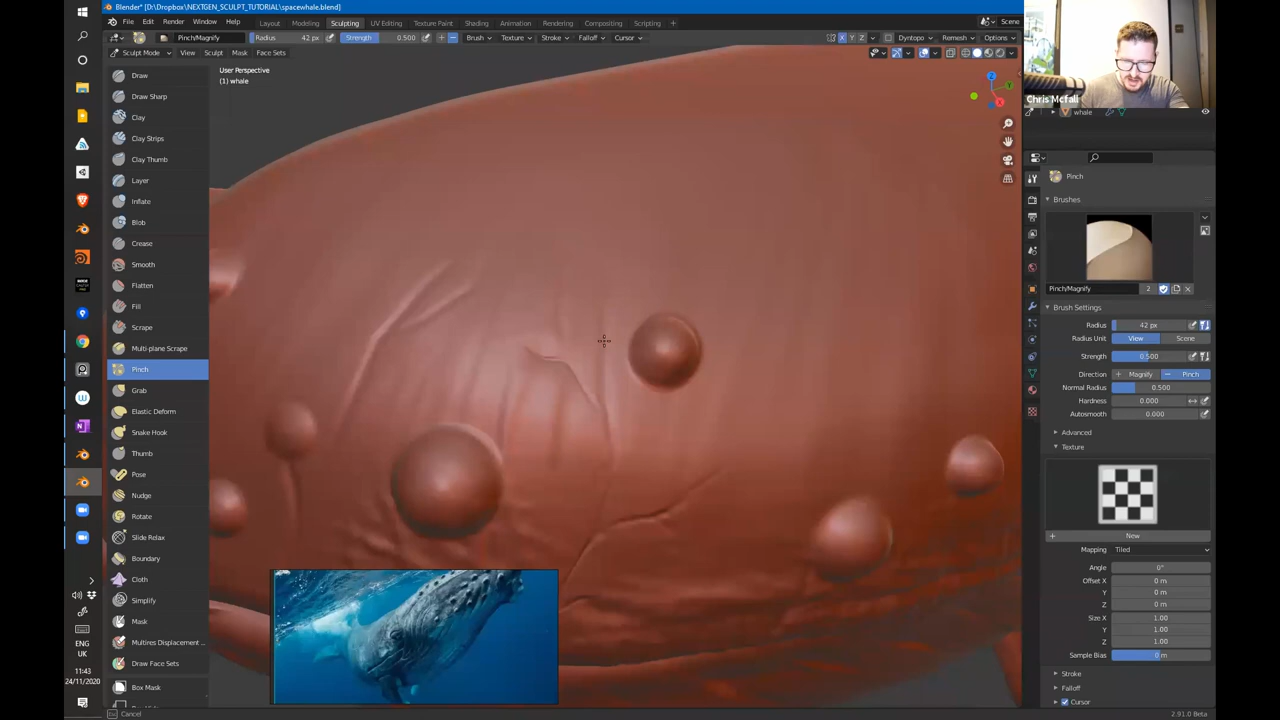 Blender* [D:\Dropbox\NEXTGEN_SCULPT_TUTORIAL\spacewhale.blend]
File Edit Render Window Help Layout Modeling Sculpting UV Editing Texture Paint Shading Animation Rendering Compositing Scripting + Scene
Pinch/Magnify Radius 42 px Strength 0.500 Brush Texture Stroke Falloff Cursor X Y Z Dyntopo Remesh Options
Sculpt Mode View Sculpt Mask Face Sets
User Perspective
(1) whale
Draw
Draw Sharp
Clay
Clay Strips
Clay Thumb
Layer
Inflate
Blob
Crease
Smooth
Flatten
Fill
Scrape
Multi-plane Scrape
Pinch
Grab
Elastic Deform
Snake Hook
Thumb
Pose
Nudge
Rotate
Slide Relax
Boundary
Cloth
Simplify
Mask
Multires Displacement ...
Draw Face Sets
Box Mask
Cancel
Z
Y
X
Chris Mcfall
whale
Pinch
Brushes
Pinch/Magnify 2
Brush Settings
Radius 42 px
Radius Unit View Scene
Strength 0.500
Direction + Magnify − Pinch
Normal Radius 0.500
Hardness 0.000
Autosmooth 0.000
Advanced
Texture
+ New
Mapping Tiled
Angle 0°
Offset X 0 m
Y 0 m
Z 0 m
Size X 1.00
Y 1.00
Z 1.00
Sample Bias 0 m
Stroke
Falloff
Cursor
2.91.0 Beta
ENG
UK
11:43
24/11/2020